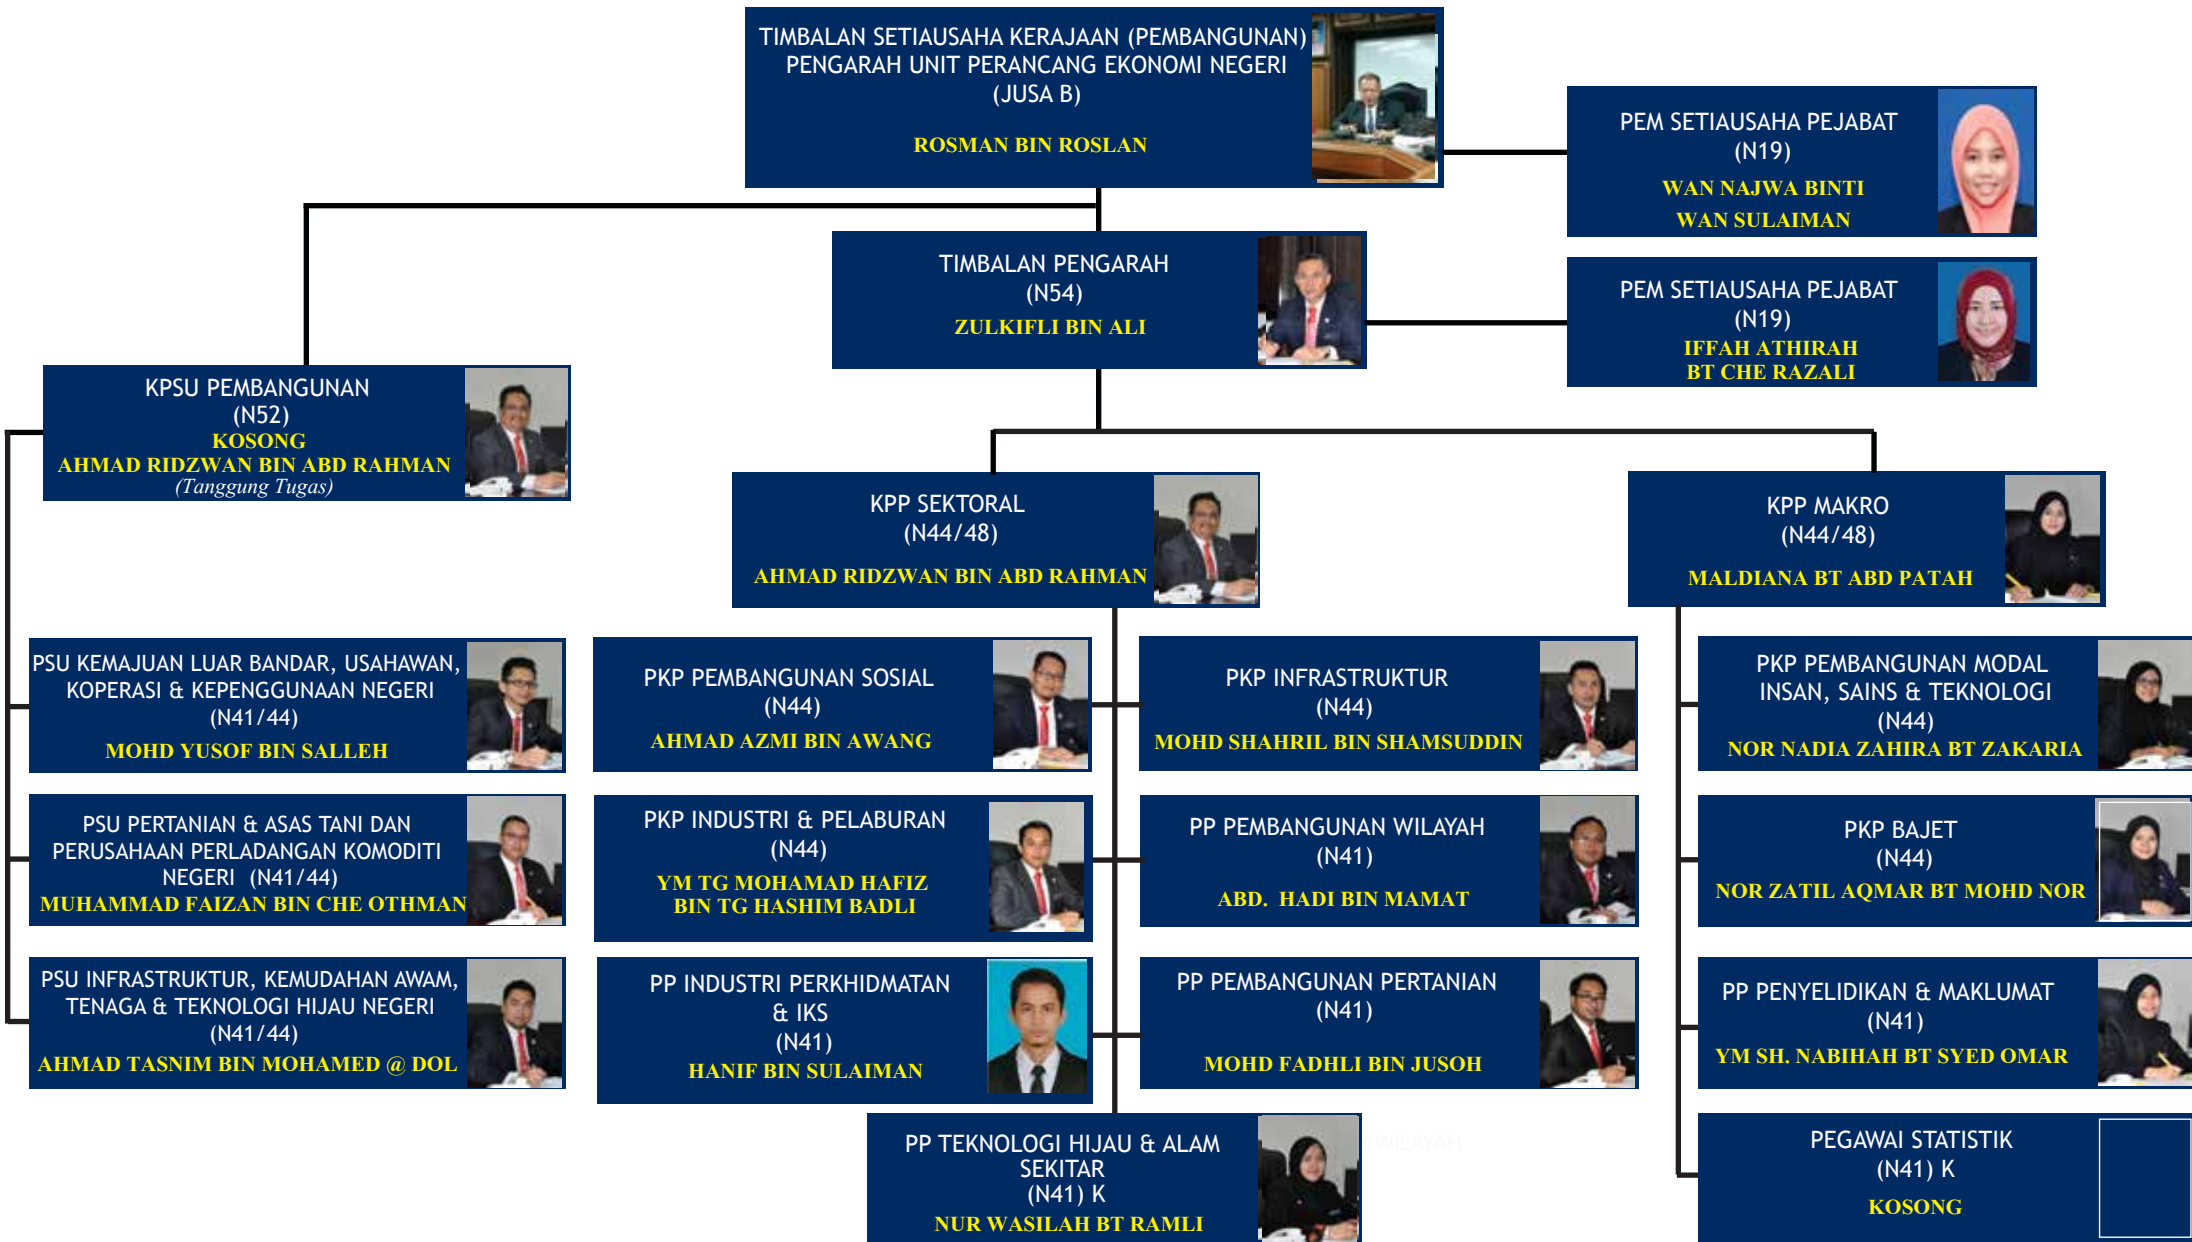 TIMBALAN SETIAUSAHA KERAJAAN (PEMBANGUNAN)
PENGARAH UNIT PERANCANG EKONOMI NEGERI
(JUSA B)
ROSMAN BIN ROSLAN
PEM SETIAUSAHA PEJABAT
(N19)
WAN NAJWA BINTI
WAN SULAIMAN
TIMBALAN PENGARAH
(N54)
ZULKIFLI BIN ALI
PEM SETIAUSAHA PEJABAT
(N19)
IFFAH ATHIRAH
BT CHE RAZALI
KPSU PEMBANGUNAN
(N52)
KOSONG
AHMAD RIDZWAN BIN ABD RAHMAN
(Tanggung Tugas)
KPP SEKTORAL
(N44/48)
AHMAD RIDZWAN BIN ABD RAHMAN
KPP MAKRO
(N44/48)
MALDIANA BT ABD PATAH
PSU KEMAJUAN LUAR BANDAR, USAHAWAN,
KOPERASI & KEPENGGUNAAN NEGERI
(N41/44)
MOHD YUSOF BIN SALLEH
PKP PEMBANGUNAN SOSIAL
(N44)
AHMAD AZMI BIN AWANG
PKP INFRASTRUKTUR
(N44)
MOHD SHAHRIL BIN SHAMSUDDIN
PKP PEMBANGUNAN MODAL
INSAN, SAINS & TEKNOLOGI
(N44)
NOR NADIA ZAHIRA BT ZAKARIA
PSU PERTANIAN & ASAS TANI DAN
PERUSAHAAN PERLADANGAN KOMODITI
NEGERI (N41/44)
MUHAMMAD FAIZAN BIN CHE OTHMAN
PKP INDUSTRI & PELABURAN
(N44)
YM TG MOHAMAD HAFIZ
BIN TG HASHIM BADLI
PP PEMBANGUNAN WILAYAH
(N41)
ABD. HADI BIN MAMAT
PKP BAJET
(N44)
NOR ZATIL AQMAR BT MOHD NOR
PSU INFRASTRUKTUR, KEMUDAHAN AWAM,
TENAGA & TEKNOLOGI HIJAU NEGERI
(N41/44)
AHMAD TASNIM BIN MOHAMED @ DOL
PP INDUSTRI PERKHIDMATAN
& IKS
(N41)
HANIF BIN SULAIMAN
PP PEMBANGUNAN PERTANIAN
(N41)
MOHD FADHLI BIN JUSOH
PP PENYELIDIKAN & MAKLUMAT
(N41)
YM SH. NABIHAH BT SYED OMAR
PP TEKNOLOGI HIJAU & ALAM
SEKITAR
(N41) K
NUR WASILAH BT RAMLI
WILAYAH
PEGAWAI STATISTIK
(N41) K
KOSONG